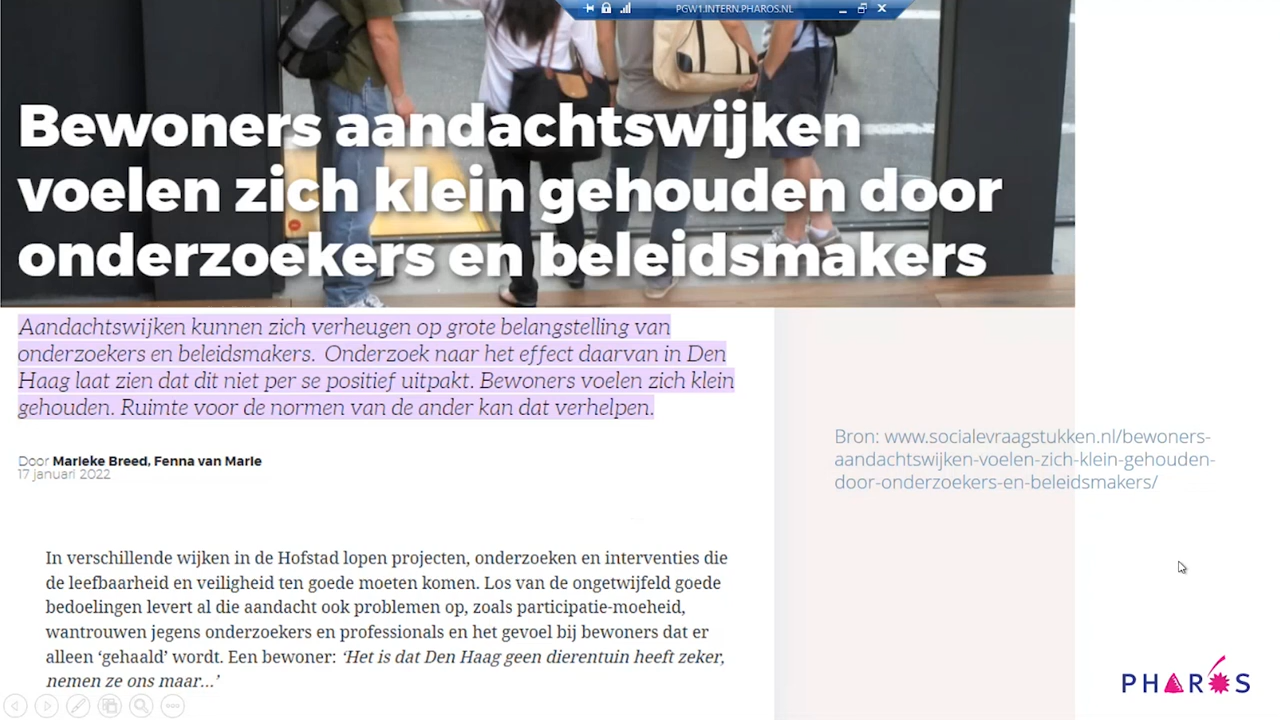 PGW1.INTERN.PHAROS.NL
Bewoners aandachtswijken
voelen zich klein gehouden door
onderzoekers en beleidsmakers
Aandachtswijken kunnen zich verheugen op grote belangstelling van
onderzoekers en beleidsmakers. Onderzoek naar het effect daarvan in Den
Haag laat zien dat dit niet per se positief uitpakt. Bewoners voelen zich klein
gehouden. Ruimte voor de normen van de ander kan dat verhelpen.
Door Marieke Breed, Fenna van Marle
17 januari 2022
Bron: www.socialevraagstukken.nl/bewoners-
aandachtswijken-voelen-zich-klein-gehouden-
door-onderzoekers-en-beleidsmakers/
In verschillende wijken in de Hofstad lopen projecten, onderzoeken en interventies die
de leefbaarheid en veiligheid ten goede moeten komen. Los van de ongetwijfeld goede
bedoelingen levert al die aandacht ook problemen op, zoals participatie-moeheid,
wantrouwen jegens onderzoekers en professionals en het gevoel bij bewoners dat er
alleen ‘gehaald’ wordt. Een bewoner: ‘Het is dat Den Haag geen dierentuin heeft zeker,
nemen ze ons maar…’
PHAROS